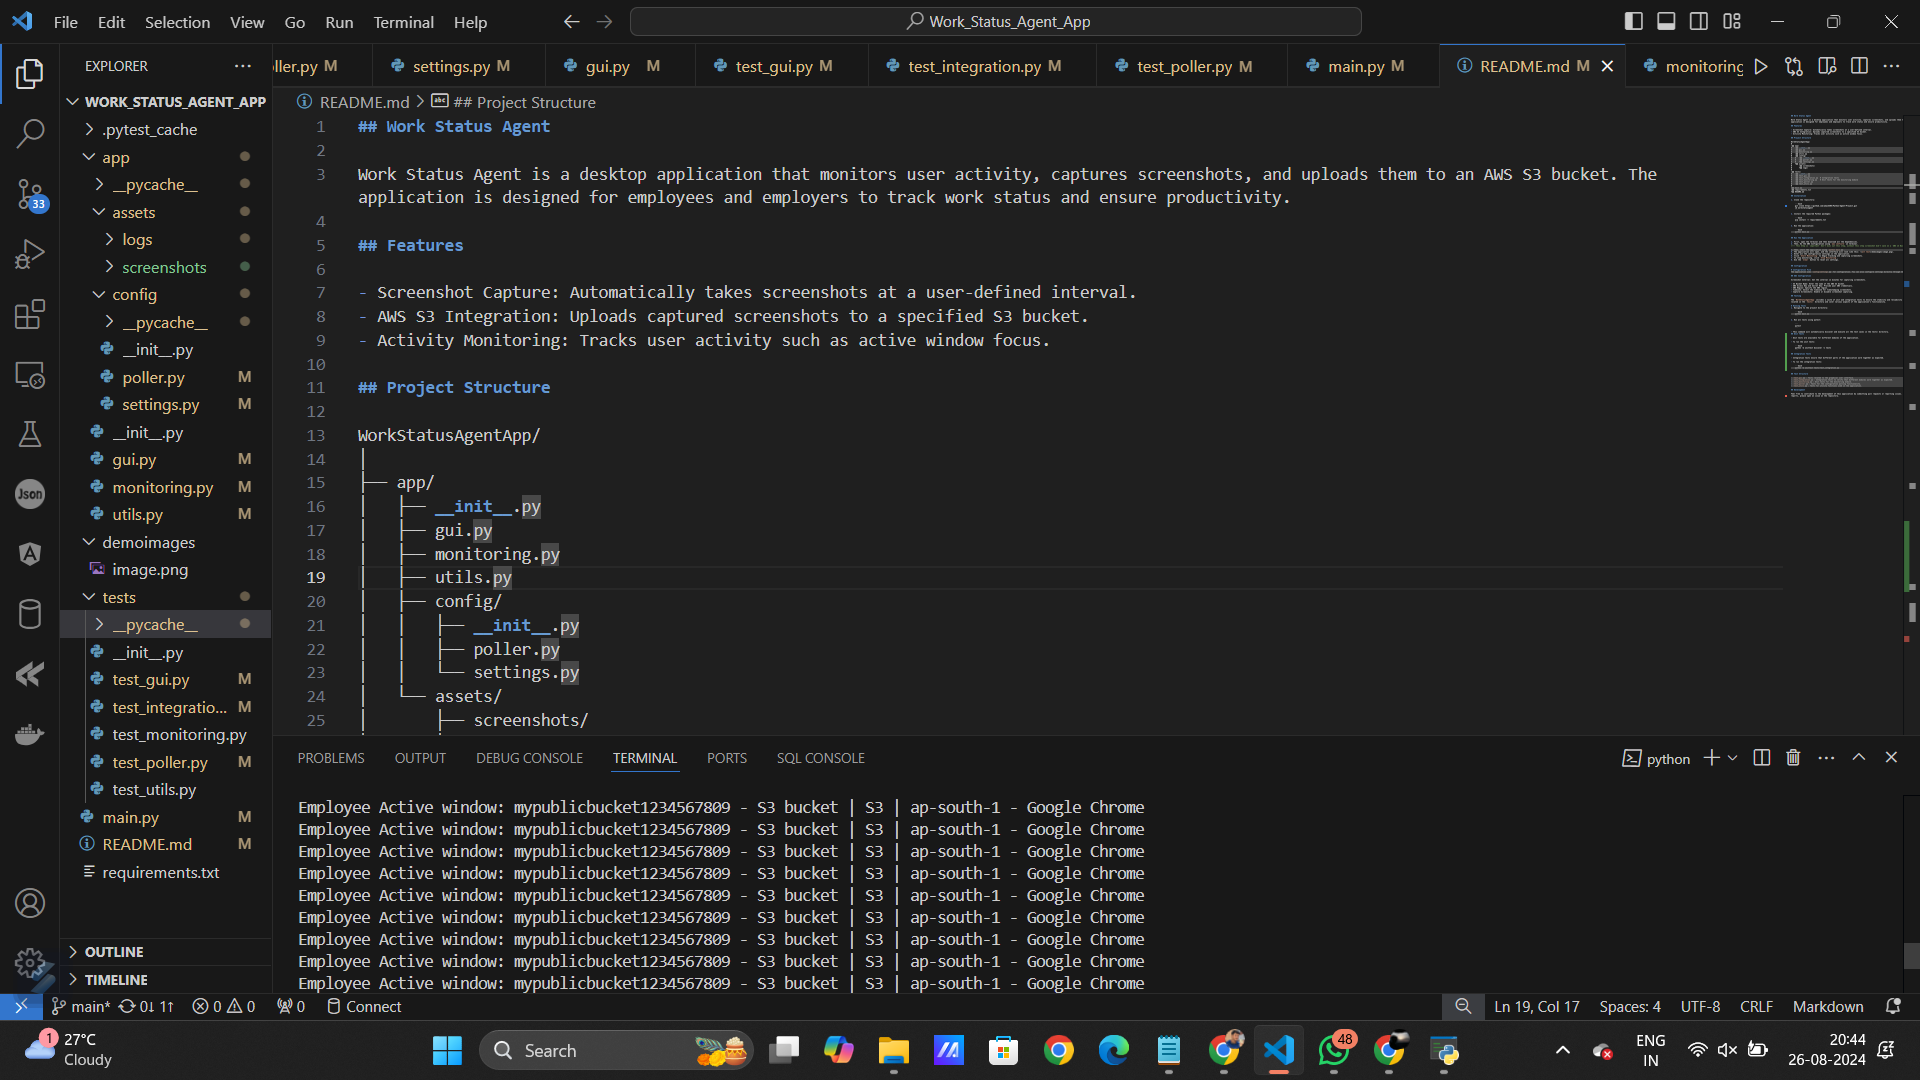 File Edit Selection View Go Run Terminal Help
Work_Status_Agent_App
EXPLORER
ller.py M
settings.py M
gui.py M
test_gui.py M
test_integration.py M
test_poller.py M
main.py M
README.md M
monitoring
README.md > ## Project Structure
WORK_STATUS_AGENT_APP
.pytest_cache
app
__pycache__
assets
logs
screenshots
config
__pycache__
__init__.py
poller.py M
settings.py M
__init__.py
gui.py M
monitoring.py M
utils.py M
demoimages
image.png
tests
__pycache__
__init__.py
test_gui.py M
test_integratio... M
test_monitoring.py
test_poller.py M
test_utils.py
main.py M
README.md M
requirements.txt
OUTLINE
TIMELINE
33
Json
1 ## Work Status Agent
2
3 Work Status Agent is a desktop application that monitors user activity, captures screenshots, and uploads them to an AWS S3 bucket. The
application is designed for employees and employers to track work status and ensure productivity.
4
5 ## Features
6
7 - Screenshot Capture: Automatically takes screenshots at a user-defined interval.
8 - AWS S3 Integration: Uploads captured screenshots to a specified S3 bucket.
9 - Activity Monitoring: Tracks user activity such as active window focus.
10
11 ## Project Structure
12
13 WorkStatusAgentApp/
14 │
15 ├── app/
16 │   ├── __init__.py
17 │   ├── gui.py
18 │   ├── monitoring.py
19 │   ├── utils.py
20 │   ├── config/
21 │   │   ├── __init__.py
22 │   │   ├── poller.py
23 │   │   └── settings.py
24 │   └── assets/
25 │       ├── screenshots/
PROBLEMS OUTPUT DEBUG CONSOLE TERMINAL PORTS SQL CONSOLE
python
Employee Active window: mypublicbucket1234567809 - S3 bucket | S3 | ap-south-1 - Google Chrome
Employee Active window: mypublicbucket1234567809 - S3 bucket | S3 | ap-south-1 - Google Chrome
Employee Active window: mypublicbucket1234567809 - S3 bucket | S3 | ap-south-1 - Google Chrome
Employee Active window: mypublicbucket1234567809 - S3 bucket | S3 | ap-south-1 - Google Chrome
Employee Active window: mypublicbucket1234567809 - S3 bucket | S3 | ap-south-1 - Google Chrome
Employee Active window: mypublicbucket1234567809 - S3 bucket | S3 | ap-south-1 - Google Chrome
Employee Active window: mypublicbucket1234567809 - S3 bucket | S3 | ap-south-1 - Google Chrome
Employee Active window: mypublicbucket1234567809 - S3 bucket | S3 | ap-south-1 - Google Chrome
Employee Active window: mypublicbucket1234567809 - S3 bucket | S3 | ap-south-1 - Google Chrome
main* 0↓ 1↑ 0 0 0 Connect
Ln 19, Col 17 Spaces: 4 UTF-8 CRLF Markdown
1
27°C
Cloudy
Search
48
ENG
IN
20:44
26-08-2024